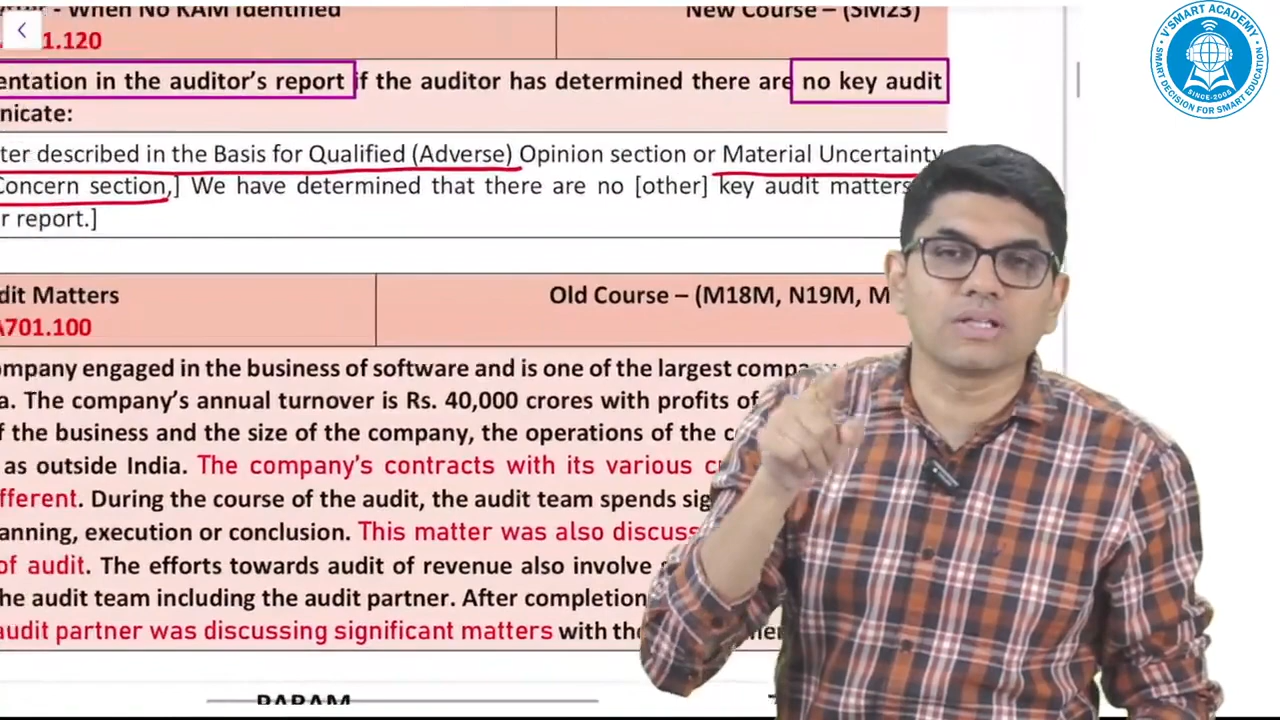 When No KAM Identified
New Course – (SM23)
1.120
entation in the auditor's report if the auditor has determined there are no key audit
nicate:
ter described in the Basis for Qualified (Adverse) Opinion section or Material Uncertainty
Concern section,] We have determined that there are no [other] key audit matters
r report.]
dit Matters
Old Course – (M18M, N19M, M
A701.100
ompany engaged in the business of software and is one of the largest compa
a. The company's annual turnover is Rs. 40,000 crores with profits of
f the business and the size of the company, the operations of the c
as outside India. The company's contracts with its various cu
fferent. During the course of the audit, the audit team spends sig
anning, execution or conclusion. This matter was also discuss
of audit. The efforts towards audit of revenue also involve
he audit team including the audit partner. After completion
audit partner was discussing significant matters with the
PARAM
V'SMART ACADEMY
SINCE-2005
SMART DECISION FOR SMART EDUCATION